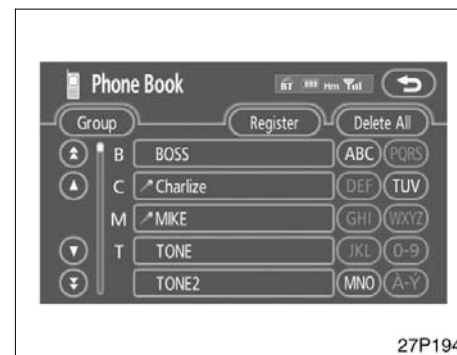 Phone Book BT Hm
Group Register Delete All
B BOSS ABC PQRS
C Charlize DEF TUV
M MIKE GHI WXYZ
T TONE JKL 0-9
TONE2 MNO À-Ý
27P194